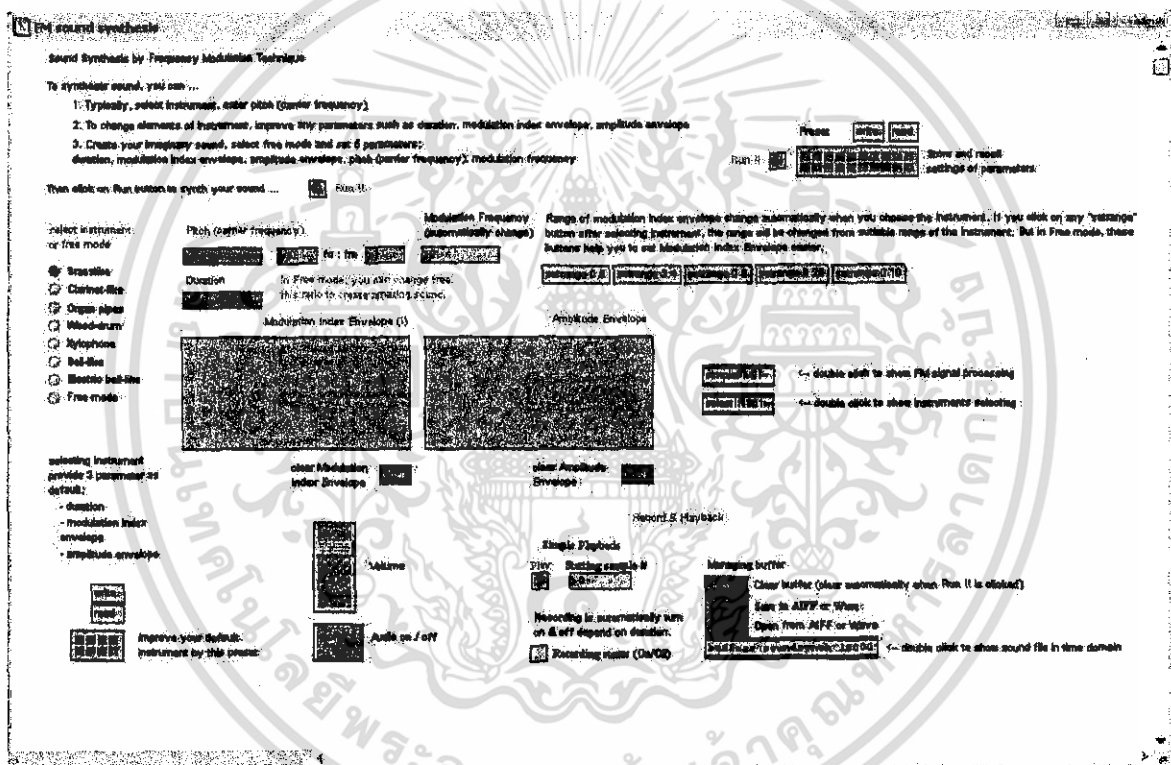 FM sound synthesis
Sound Synthesis by Frequency Modulation Technique
To synthesize sound, you can ...
1. Typically, select instrument, enter pitch (carrier frequency)
2. To change elements of instrument, improve any parameters such as duration, modulation index envelope, amplitude envelope
3. Create your imaginary sound, select free mode and set 5 parameters:
duration, modulation index envelope, amplitude envelope, pitch (carrier frequency), modulation frequency
Then click on Run button to synth your sound ...
Run !!
Preset
write
read
Run !!
Store and recall
settings of parameters
select instrument
or free mode
Brasslike
Clarinet-like
Organ pipes
Wood-drum
Xylophone
bell-like
Electric bell-like
Free mode
Pitch (carrier frequency)
fc : fm
Modulation Frequency
(automatically change)
Duration
In Free mode, you can change free
this ratio to create amazing sound.
Range of modulation index envelope change automatically when you choose the instrument. If you click on any "setrange"
button after selecting instrument, the range will be changed from suitable range of the instrument. But in Free mode, these
buttons help you to set Modulation Index Envelope easier.
Modulation Index Envelope (I)
Amplitude Envelope
<-- double click to show FM signal processing
<-- double click to show instruments selecting
clear Modulation
Index Envelope
clear Amplitude
Envelope
selecting instrument
provide 3 parameter as
default:
- duration
- modulation index
envelope
- amplitude envelope
write
read
improve your default
instrument by this preset
Volume
Audio on / off
Record & Playback
Simple Playback
Play
Starting sample #
Recording is automatically turn
on & off depend on duration.
Recording meter (On/Off)
Managing buffer
Clear buffer (clear automatically when Run !! is clicked)
Save to AIFF or Wave
Open from AIFF or Wave
<-- double click to show sound file in time domain